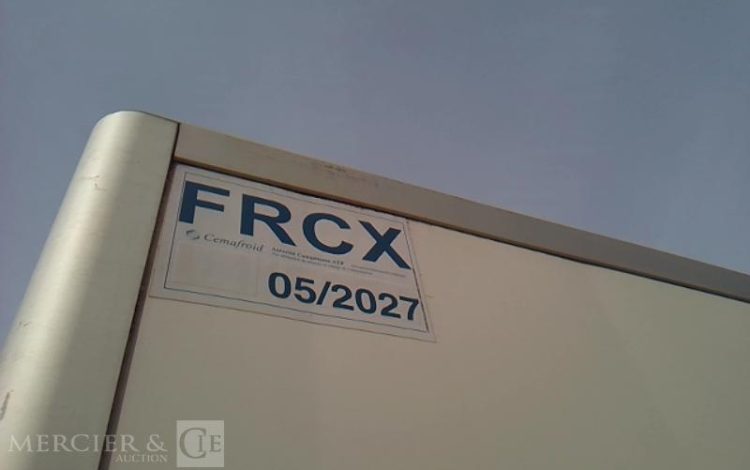 FRCX
Cemafroid
05/2027
MERCIER & CIE
AUCTION